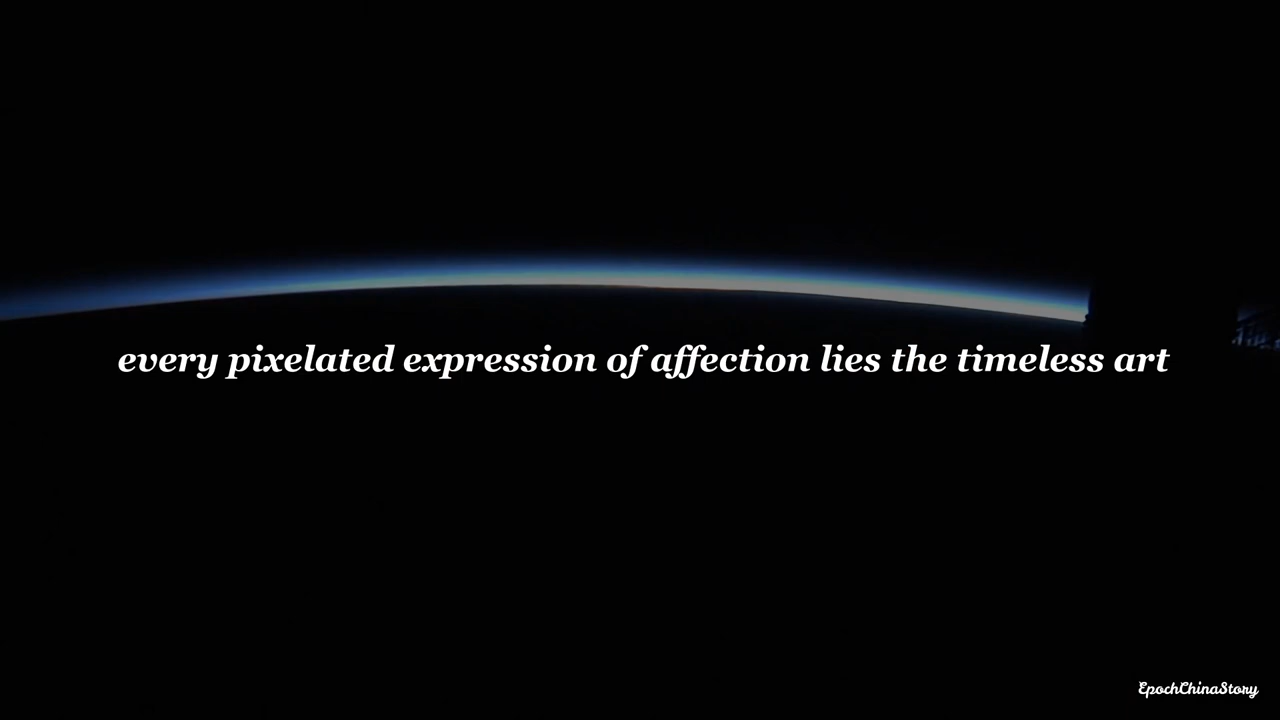 every pixelated expression of affection lies the timeless art
EpochChinaStory